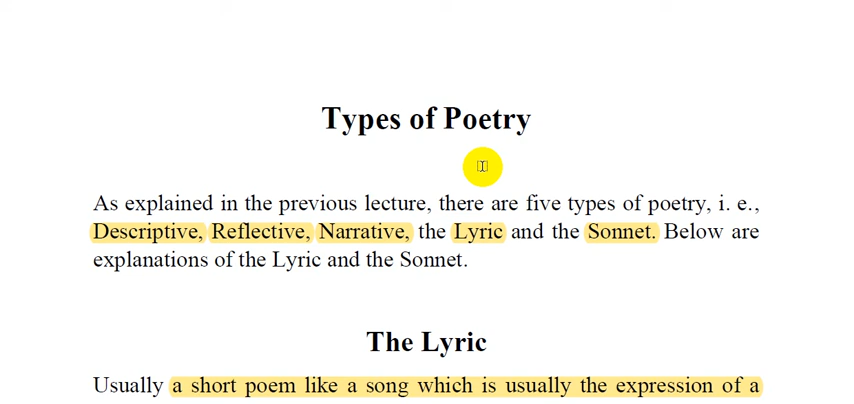 Types of Poetry
As explained in the previous lecture, there are five types of poetry, i. e.,
Descriptive, Reflective, Narrative, the Lyric and the Sonnet. Below are
explanations of the Lyric and the Sonnet.
The Lyric
Usually a short poem like a song which is usually the expression of a